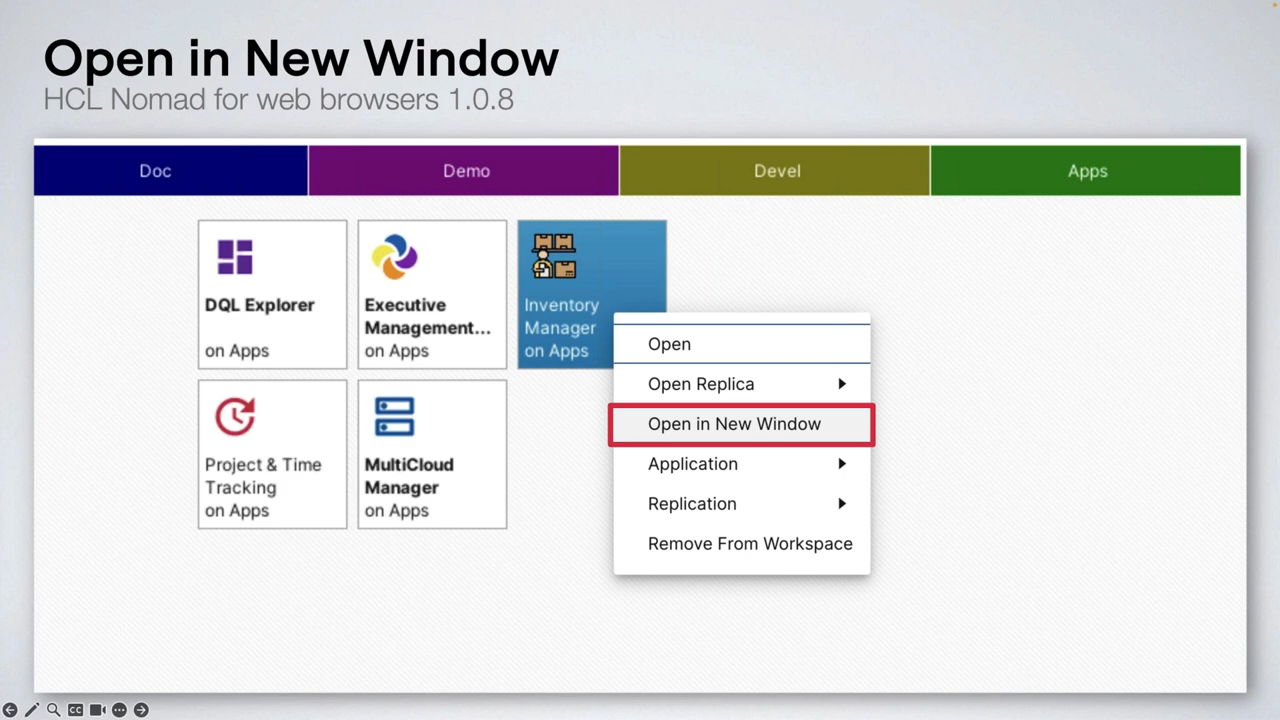 Open in New Window
HCL Nomad for web browsers 1.0.8
Doc
Demo
Devel
Apps
DQL Explorer
on Apps
Executive
Management...
on Apps
Inventory
Manager
on Apps
Project & Time
Tracking
on Apps
MultiCloud
Manager
on Apps
Open
Open Replica
Open in New Window
Application
Replication
Remove From Workspace
CC